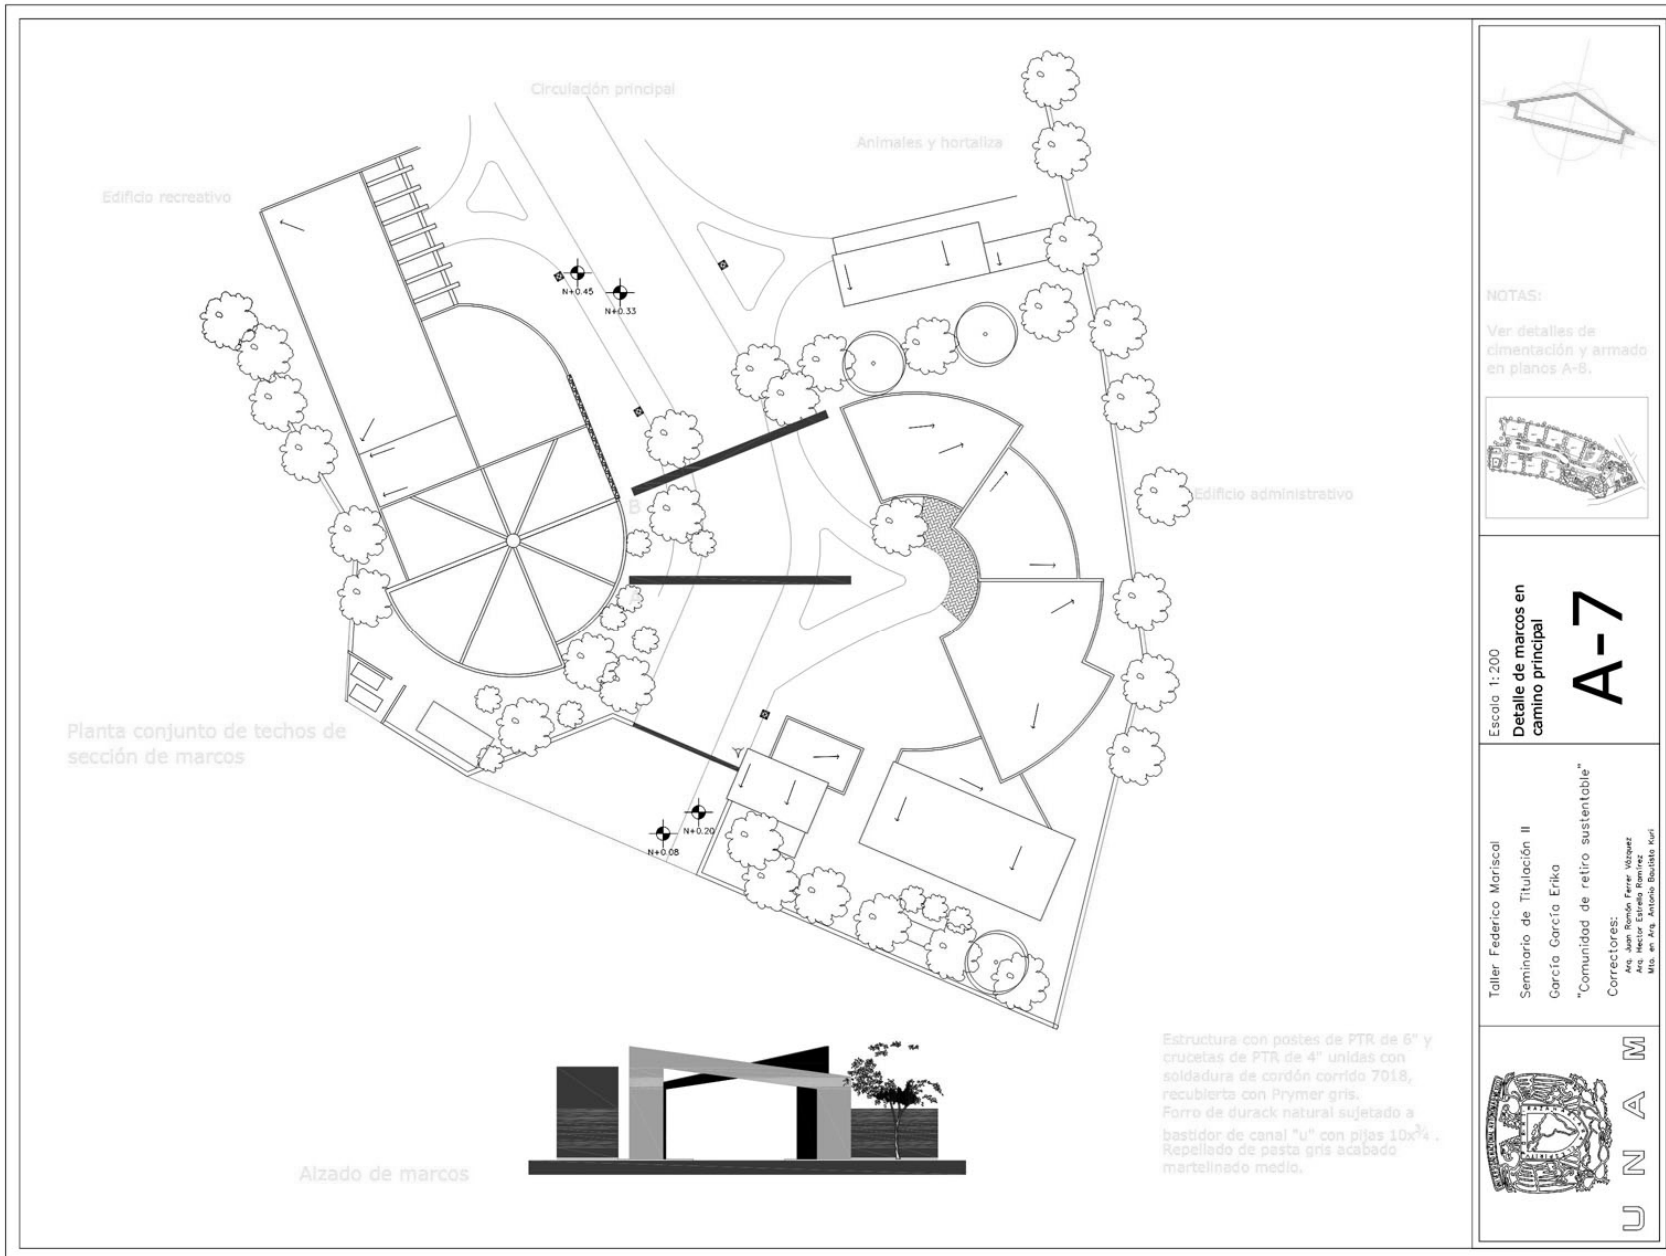 Circulación principal
Animales y hortaliza
Edificio recreativo
N+0.45
N+0.33
B
Edificio administrativo
A
Planta conjunto de techos de
sección de marcos
N+0.20
N+0.08
Alzado de marcos
Estructura con postes de PTR de 6" y
crucetas de PTR de 4" unidas con
soldadura de cordón corrido 7018,
recubierto con Prymer gris.
Forro de durack natural sujetado a
bastidor de canal "u" con pijas 10x¾ .
Repellado de pasta gris acabado
martelinado medio.
NOTAS:
Ver detalles de
cimentación y armado
en planos A-8.
Escala 1:200
Detalle de marcos en
camino principal
A-7
Taller Federico Mariscal
Seminario de Titulación II
García García Erika
"Comunidad de retiro sustentable"
Correctores:
Arq. Juan Ramón Ferrer Vázquez
Arq. Hector Estrella Ramírez
Mto. en Arq. Antonio Bautista Kuri
UNAM